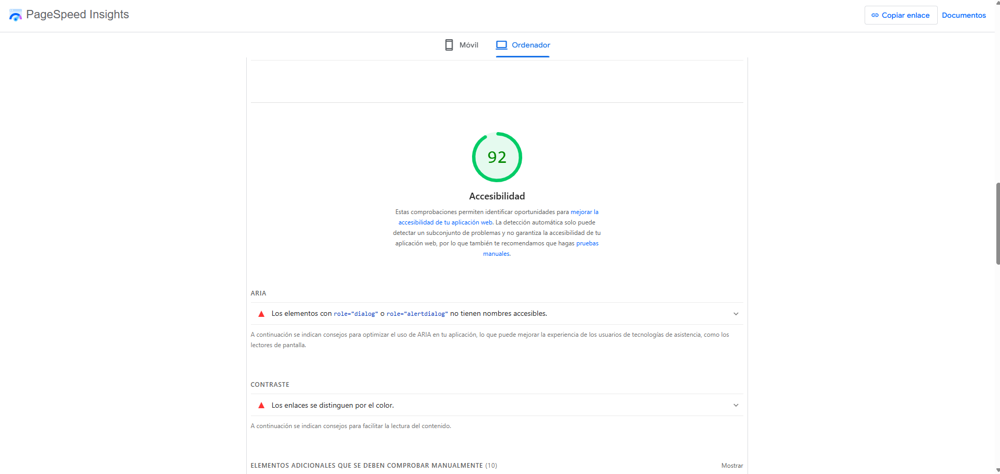 PageSpeed Insights
Copiar enlace
Documentos
Móvil
Ordenador
92
Accesibilidad
Estas comprobaciones permiten identificar oportunidades para mejorar la
accesibilidad de tu aplicación web. La detección automática solo puede
detectar un subconjunto de problemas y no garantiza la accesibilidad de tu
aplicación web, por lo que también te recomendamos que hagas pruebas
manuales.
ARIA
Los elementos con role="dialog" o role="alertdialog" no tienen nombres accesibles.
A continuación se indican consejos para optimizar el uso de ARIA en tu aplicación, lo que puede mejorar la experiencia de los usuarios de tecnologías de asistencia, como los
lectores de pantalla.
CONTRASTE
Los enlaces se distinguen por el color.
A continuación se indican consejos para facilitar la lectura del contenido.
ELEMENTOS ADICIONALES QUE SE DEBEN COMPROBAR MANUALMENTE (10)
Mostrar